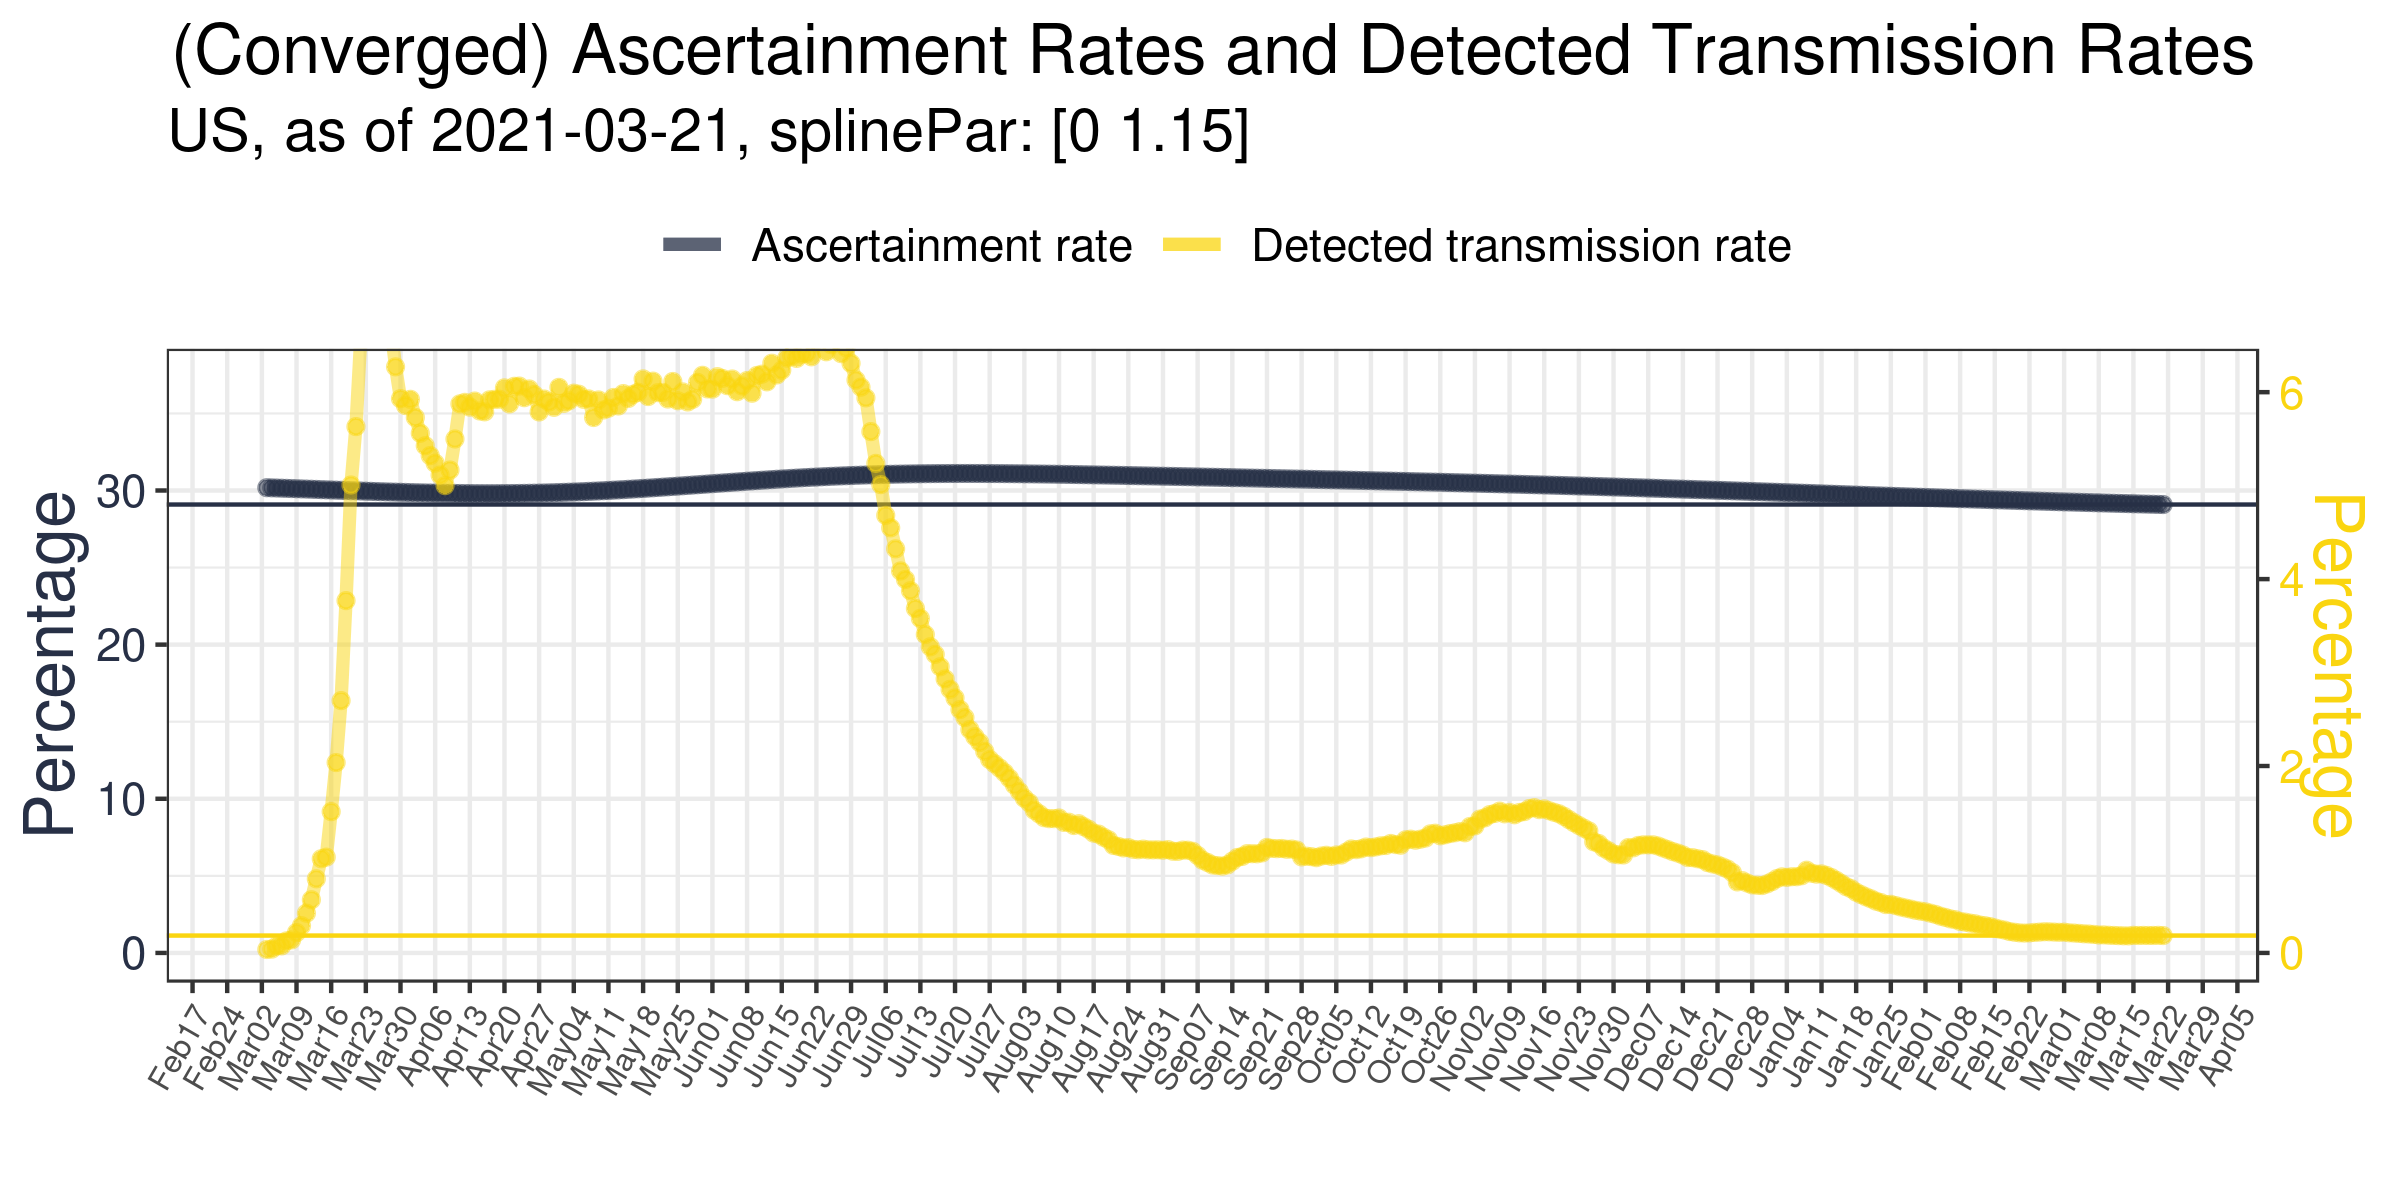 (Converged) Ascertainment Rates and Detected Transmission Rates
US, as of 2021-03-21, splinePar: [0 1.15]
Ascertainment rate
Detected transmission rate
Percentage
30
20
10
0
6
4
2
0
Percentage
Feb17
Feb24
Mar02
Mar09
Mar16
Mar23
Mar30
Apr06
Apr13
Apr20
Apr27
May04
May11
May18
May25
Jun01
Jun08
Jun15
Jun22
Jun29
Jul06
Jul13
Jul20
Jul27
Aug03
Aug10
Aug17
Aug24
Aug31
Sep07
Sep14
Sep21
Sep28
Oct05
Oct12
Oct19
Oct26
Nov02
Nov09
Nov16
Nov23
Nov30
Dec07
Dec14
Dec21
Dec28
Jan04
Jan11
Jan18
Jan25
Feb01
Feb08
Feb15
Feb22
Mar01
Mar08
Mar15
Mar22
Mar29
Apr05